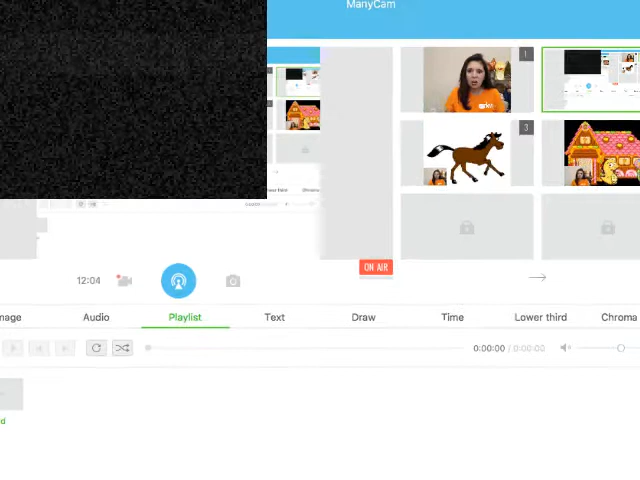 ManyCam
1
3
12:04
ON AIR
mage
Audio
Playlist
Text
Draw
Time
Lower third
Chroma
0:00:00 / 0:00:00
d